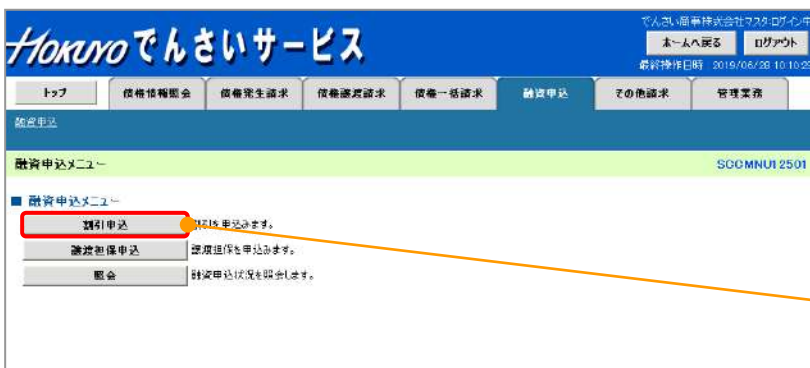 でんさい商事株式会社マスタ:ログイン中
HOKUYOでんさいサービス
ホームへ戻る ログアウト
最終操作日時 2019/06/28 10:10:29
トップ 債権情報照会 債権発生請求 債権譲渡請求 債権一括請求 融資申込 その他請求 管理業務
融資申込
融資申込メニュー SCCMNU12501
■ 融資申込メニュー
割引申込 割引を申込みます。
譲渡担保申込 譲渡担保を申込みます。
照会 融資申込状況を照会します。